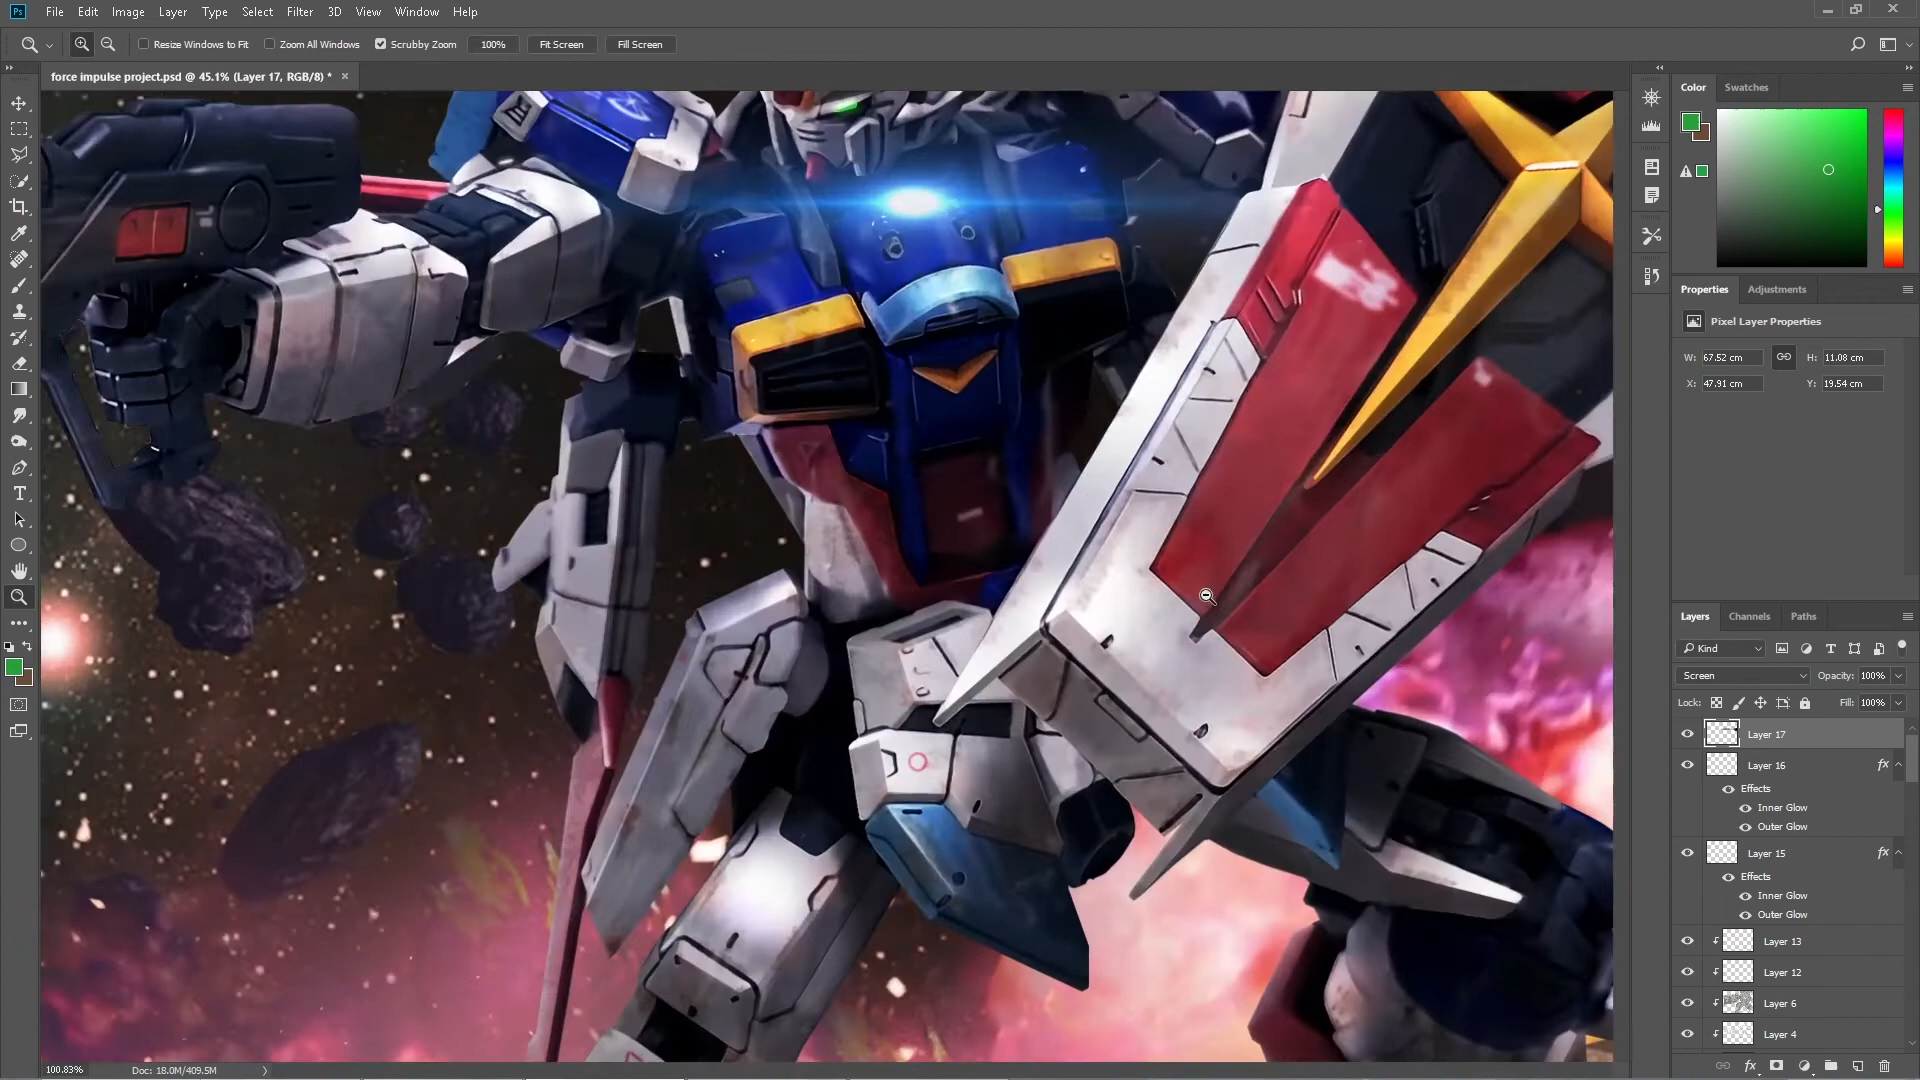 Ps File Edit Image Layer Type Select Filter 3D View Window Help
Resize Windows to Fit Zoom All Windows Scrubby Zoom 100% Fit Screen Fill Screen
force impulse project.psd @ 45.1% (Layer 17, RGB/8) *
Color Swatches
Properties Adjustments
Pixel Layer Properties
W: 67.52 cm H: 11.08 cm
X: 47.91 cm Y: 19.54 cm
Layers Channels Paths
Kind
Screen Opacity: 100%
Lock: Fill: 100%
Layer 17
Layer 16 fx
Effects
Inner Glow
Outer Glow
Layer 15 fx
Effects
Inner Glow
Outer Glow
Layer 13
Layer 12
Layer 6
Layer 4
100.83% Doc: 18.0M/409.5M
fx